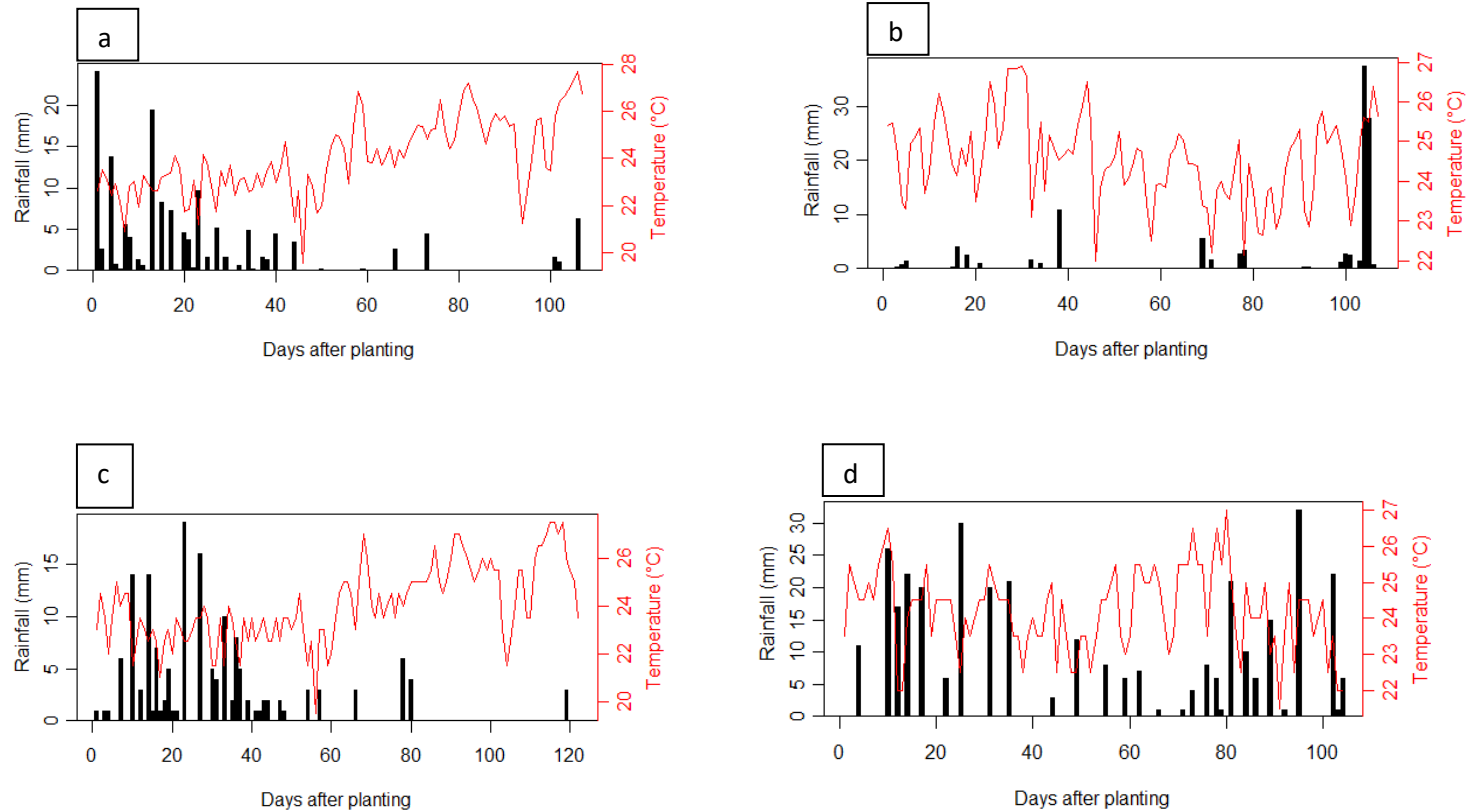 a
Rainfall (mm)
0 5 10 15 20
20 22 24 26 28
Temperature (°C)
0 20 40 60 80 100
Days after planting
b
Rainfall (mm)
0 10 20 30
22 23 24 25 26 27
Temperature (°C)
0 20 40 60 80 100
Days after planting
c
Rainfall (mm)
0 5 10 15
20 22 24 26
Temperature (°C)
0 20 40 60 80 100 120
Days after planting
d
Rainfall (mm)
0 5 10 15 20 25 30
22 23 24 25 26 27
Temperature (°C)
0 20 40 60 80 100
Days after planting